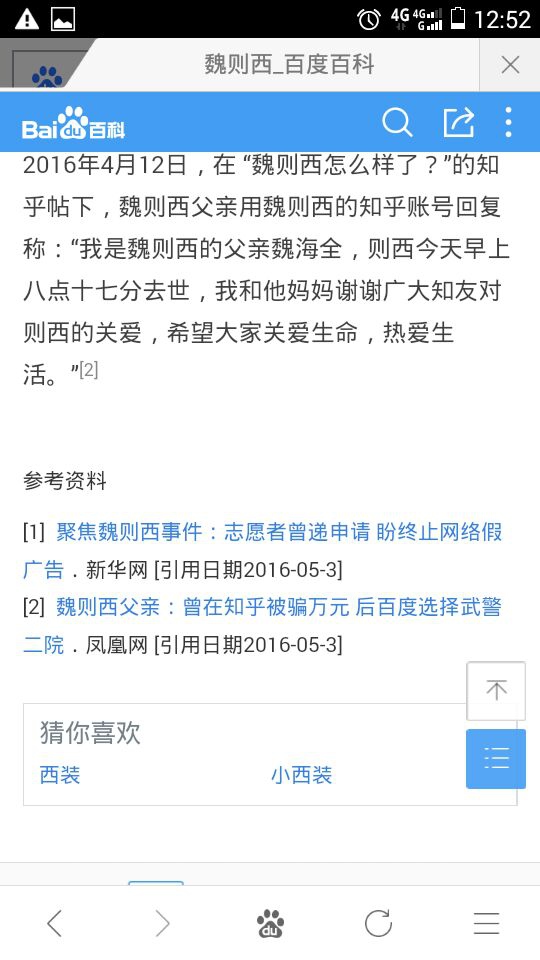 4G 4G G 12:52
魏则西_百度百科
Bai du 百科
2016年4月12日，在 “魏则西怎么样了？”的知
乎帖下，魏则西父亲用魏则西的知乎账号回复
称：“我是魏则西的父亲魏海全，则西今天早上
八点十七分去世，我和他妈妈谢谢广大知友对
则西的关爱，希望大家关爱生命，热爱生
活。”[2]
参考资料
[1] 聚焦魏则西事件：志愿者曾递申请 盼终止网络假
广告．新华网 [引用日期2016-05-3]
[2] 魏则西父亲：曾在知乎被骗万元 后百度选择武警
二院．凤凰网 [引用日期2016-05-3]
猜你喜欢
西装 小西装
du